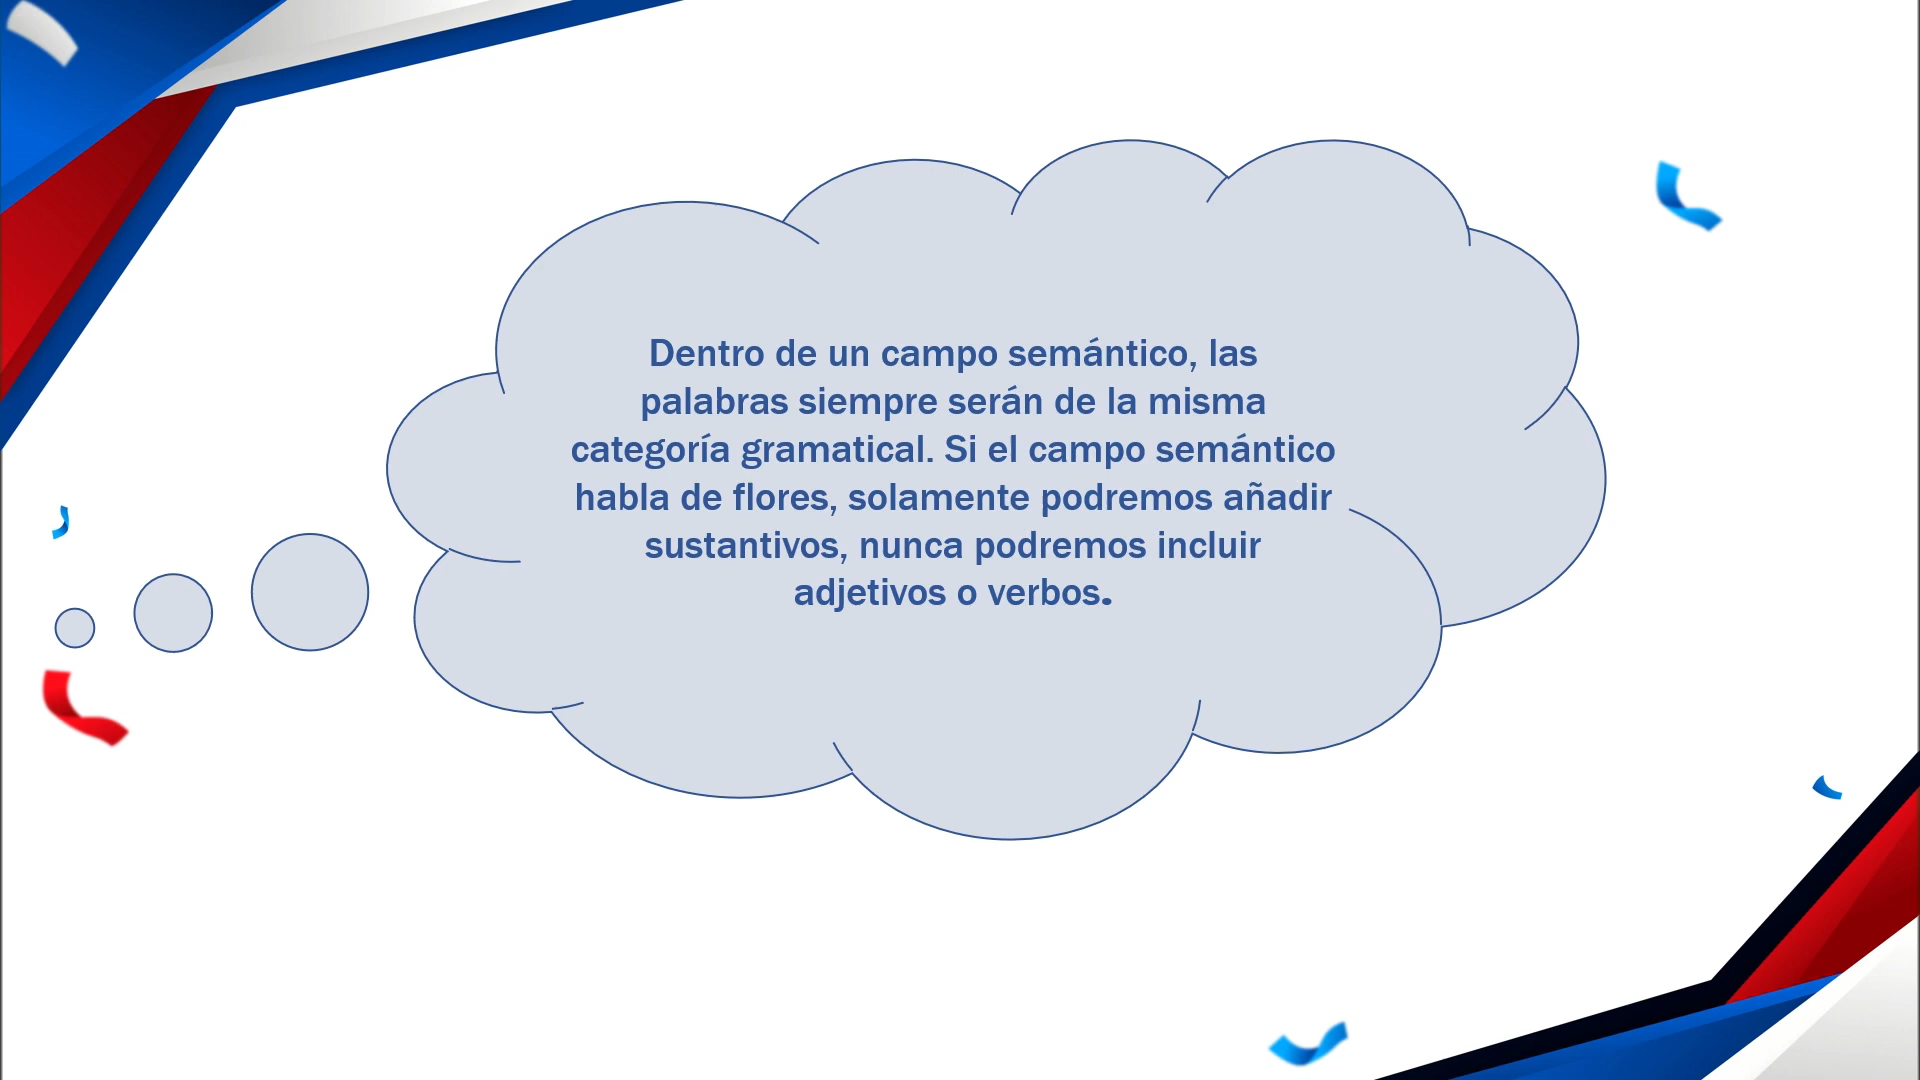 Dentro de un campo semántico, las
palabras siempre serán de la misma
categoría gramatical. Si el campo semántico
habla de flores, solamente podremos añadir
sustantivos, nunca podremos incluir
adjetivos o verbos.